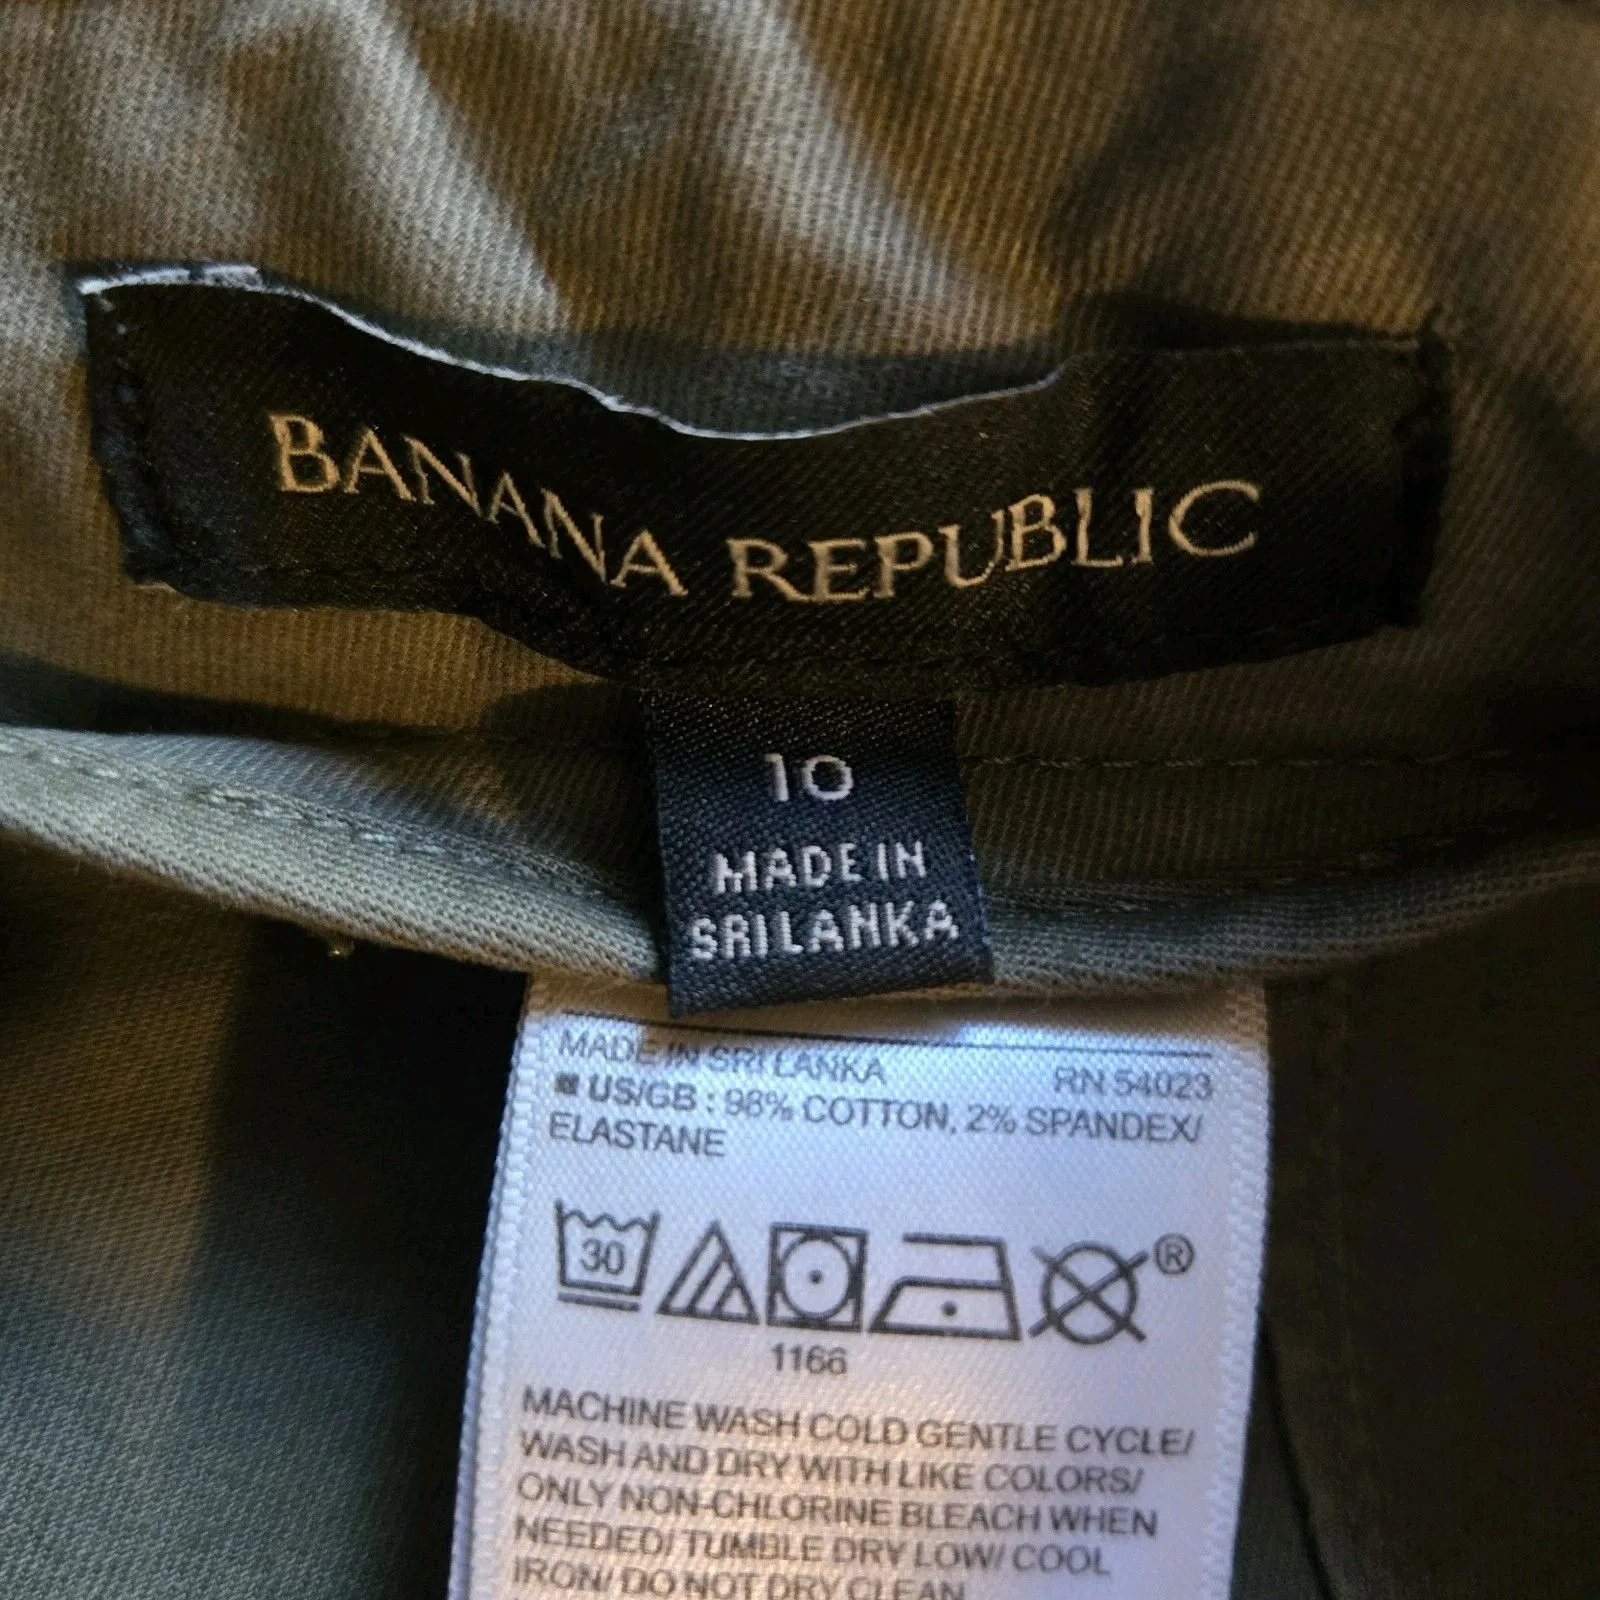 BANANA REPUBLIC
10
MADE IN
SRI LANKA
MADE IN SRI LANKA RN 54023
US/GB : 98% COTTON, 2% SPANDEX/
ELASTANE
30
®
1166
MACHINE WASH COLD GENTLE CYCLE/
WASH AND DRY WITH LIKE COLORS/
ONLY NON-CHLORINE BLEACH WHEN
NEEDED/ TUMBLE DRY LOW/ COOL
IRON/ DO NOT DRY CLEAN